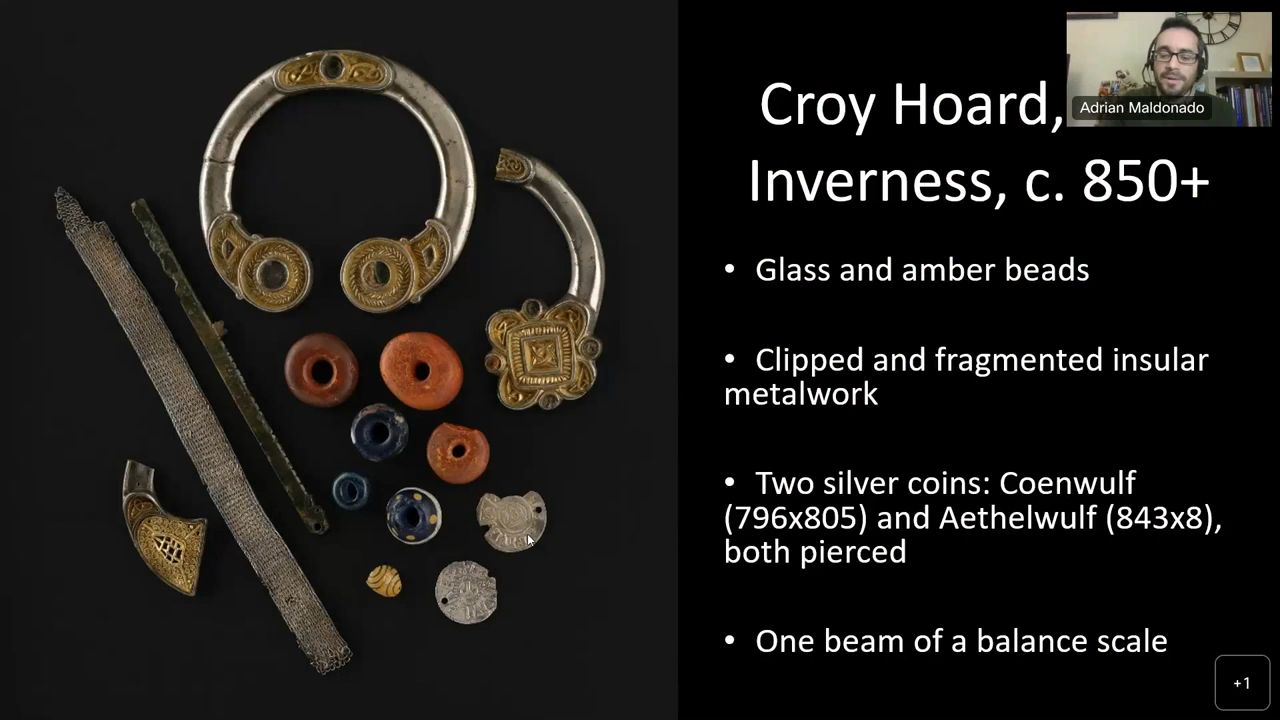 Croy Hoard,
Inverness, c. 850+
Adrian Maldonado
• Glass and amber beads
• Clipped and fragmented insular
metalwork
• Two silver coins: Coenwulf
(796x805) and Aethelwulf (843x8),
both pierced
• One beam of a balance scale
+1